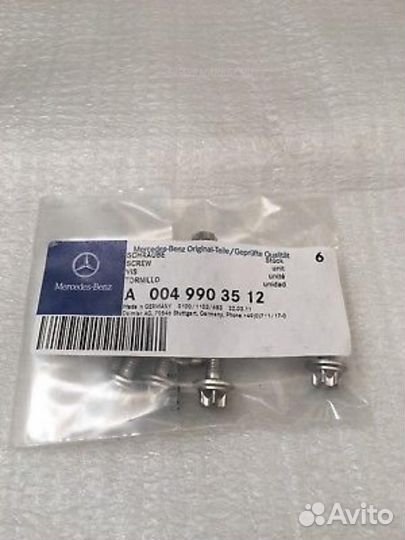 Mercedes-Benz Original-Teile/Geprüfte Qualität
SCHRAUBE
SCREW
VIS
TORNILLO
Stück
unit
unité
unidad
6
Mercedes-Benz
A 004 990 35 12
Made in GERMANY
Daimler AG, 70546 Stuttgart, Germany, Phone
Avito